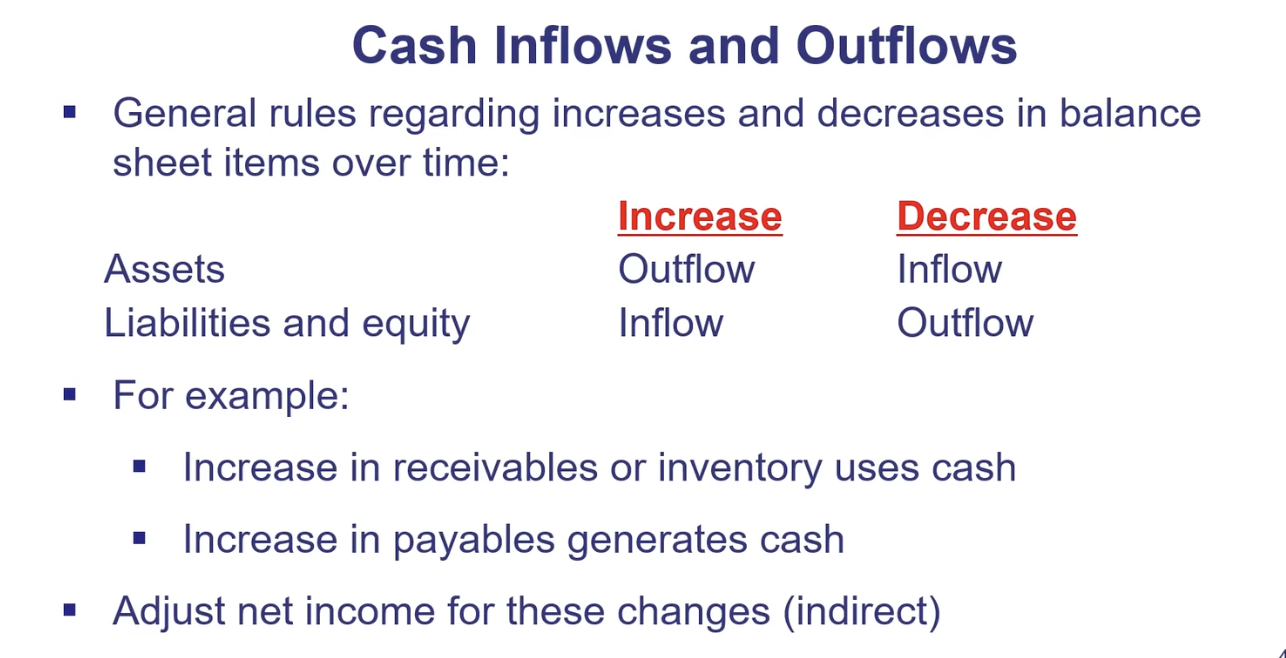 Cash Inflows and Outflows
▪ General rules regarding increases and decreases in balance
sheet items over time:
Increase Decrease
Assets Outflow Inflow
Liabilities and equity Inflow Outflow
▪ For example:
▪ Increase in receivables or inventory uses cash
▪ Increase in payables generates cash
▪ Adjust net income for these changes (indirect)